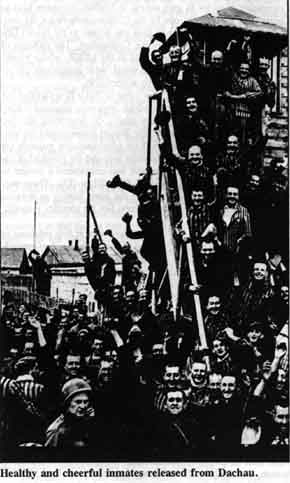 Healthy and cheerful inmates released from Dachau.